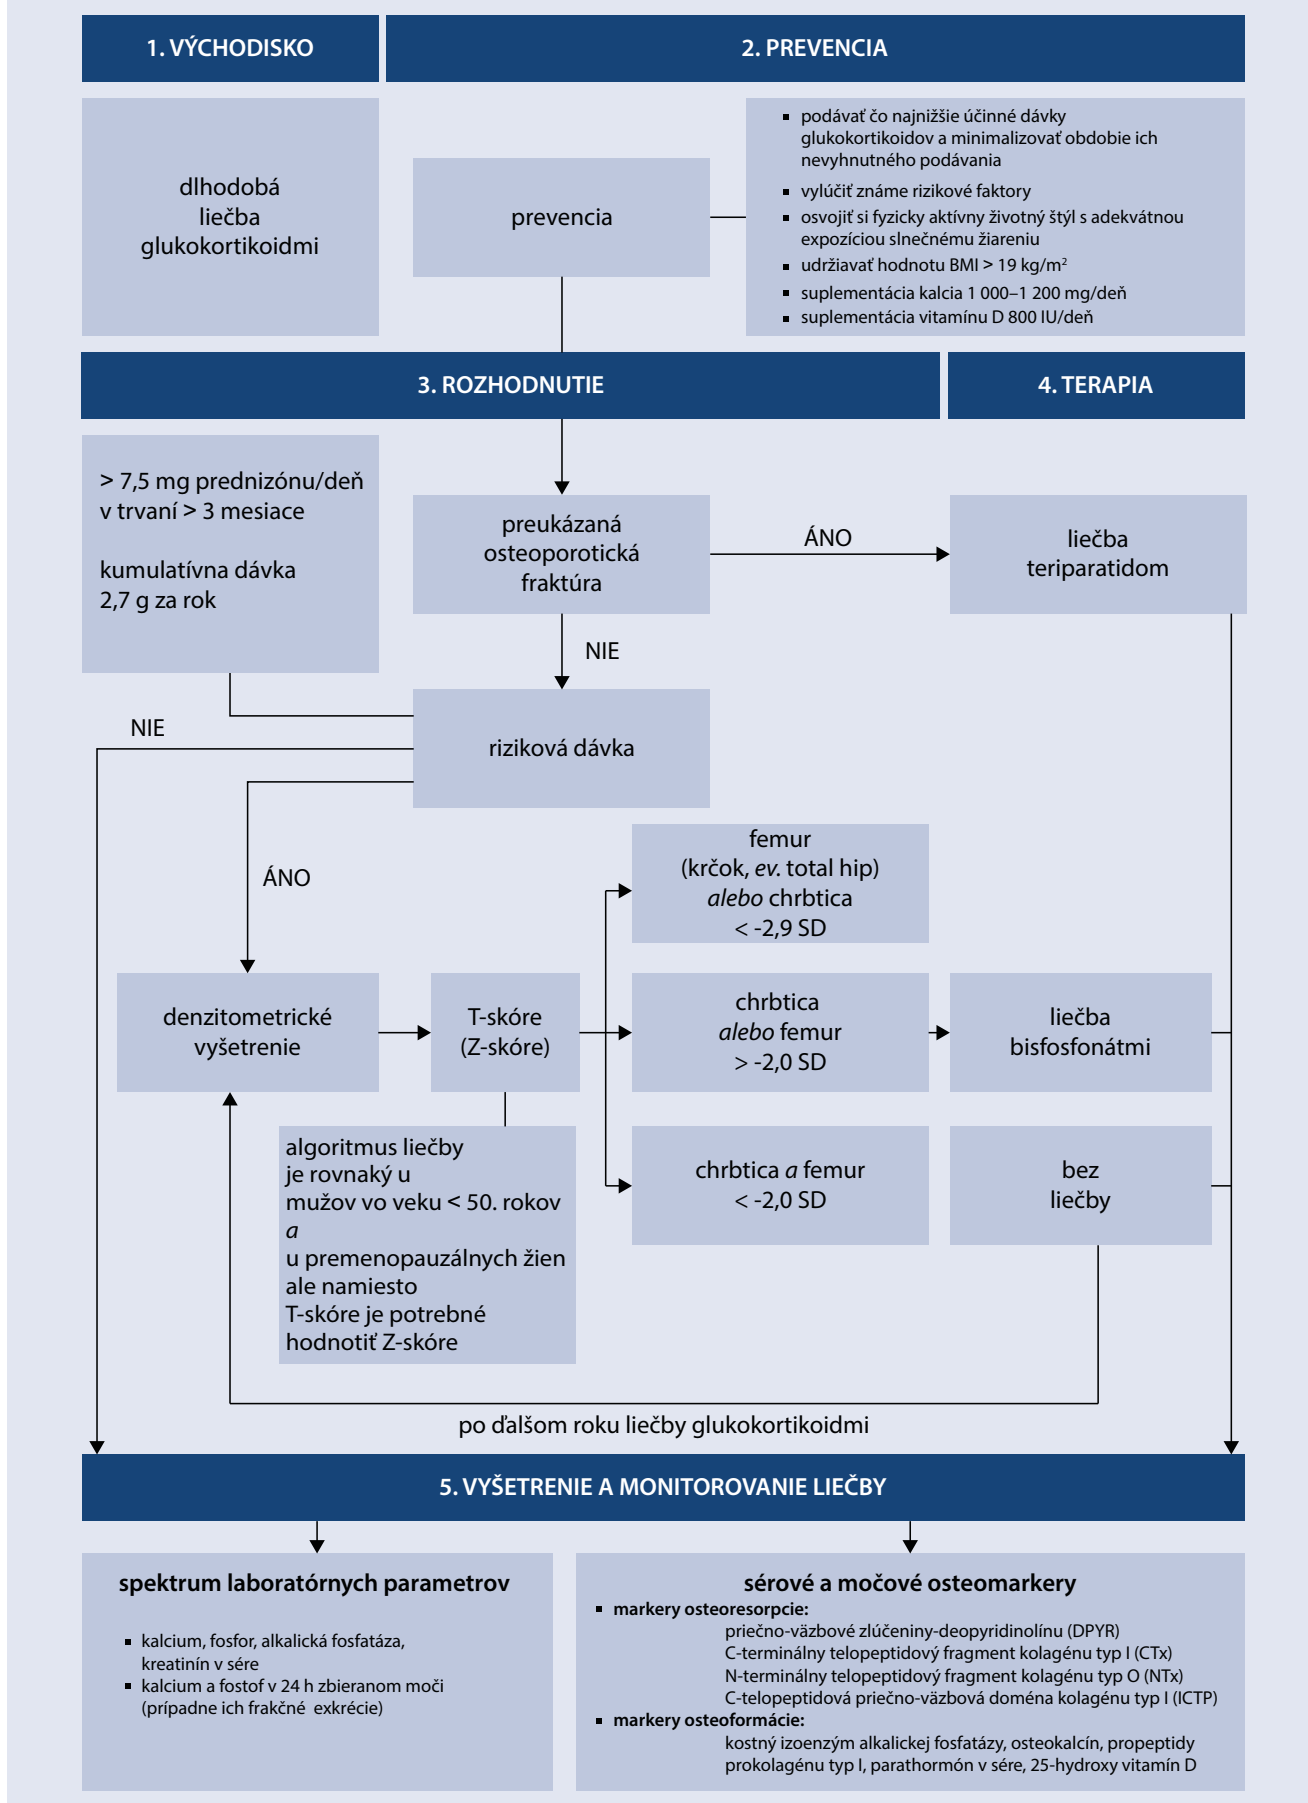 1. VÝCHODISKO
2. PREVENCIA
dlhodobá
liečba
glukokortikoidmi
prevencia
▪ podávať čo najnižšie účinné dávky
glukokortikoidov a minimalizovať obdobie ich
nevyhnutného podávania
▪ vylúčiť známe rizikové faktory
▪ osvojiť si fyzicky aktívny životný štýl s adekvátnou
expozíciou slnečnému žiareniu
▪ udržiavať hodnotu BMI > 19 kg/m²
▪ suplementácia kalcia 1 000–1 200 mg/deň
▪ suplementácia vitamínu D 800 IU/deň
3. ROZHODNUTIE
4. TERAPIA
> 7,5 mg prednizónu/deň
v trvaní > 3 mesiace
kumulatívna dávka
2,7 g za rok
preukázaná
osteoporotická
fraktúra
ÁNO
liečba
teriparatidom
NIE
NIE
riziková dávka
ÁNO
femur
(krčok, ev. total hip)
alebo chrbtica
< -2,9 SD
denzitometrické
vyšetrenie
T-skóre
(Z-skóre)
chrbtica
alebo femur
> -2,0 SD
liečba
bisfosfonátmi
algoritmus liečby
je rovnaký u
mužov vo veku < 50. rokov
a
u premenopauzálnych žien
ale namiesto
T-skóre je potrebné
hodnotiť Z-skóre
chrbtica a femur
< -2,0 SD
bez
liečby
po ďalšom roku liečby glukokortikoidmi
5. VYŠETRENIE A MONITOROVANIE LIEČBY
spektrum laboratórnych parametrov
▪ kalcium, fosfor, alkalická fosfatáza,
kreatinín v sére
▪ kalcium a fostof v 24 h zbieranom moči
(prípadne ich frakčné exkrécie)
sérové a močové osteomarkery
▪ markery osteoresorpcie:
priečno-väzbové zlúčeniny-deopyridinolínu (DPYR)
C-terminálny telopeptidový fragment kolagénu typ I (CTx)
N-terminálny telopeptidový fragment kolagénu typ O (NTx)
C-telopeptidová priečno-väzbová doména kolagénu typ I (ICTP)
▪ markery osteoformácie:
kostný izoenzým alkalickej fosfatázy, osteokalcín, propeptidy
prokolagénu typ I, parathormón v sére, 25-hydroxy vitamín D